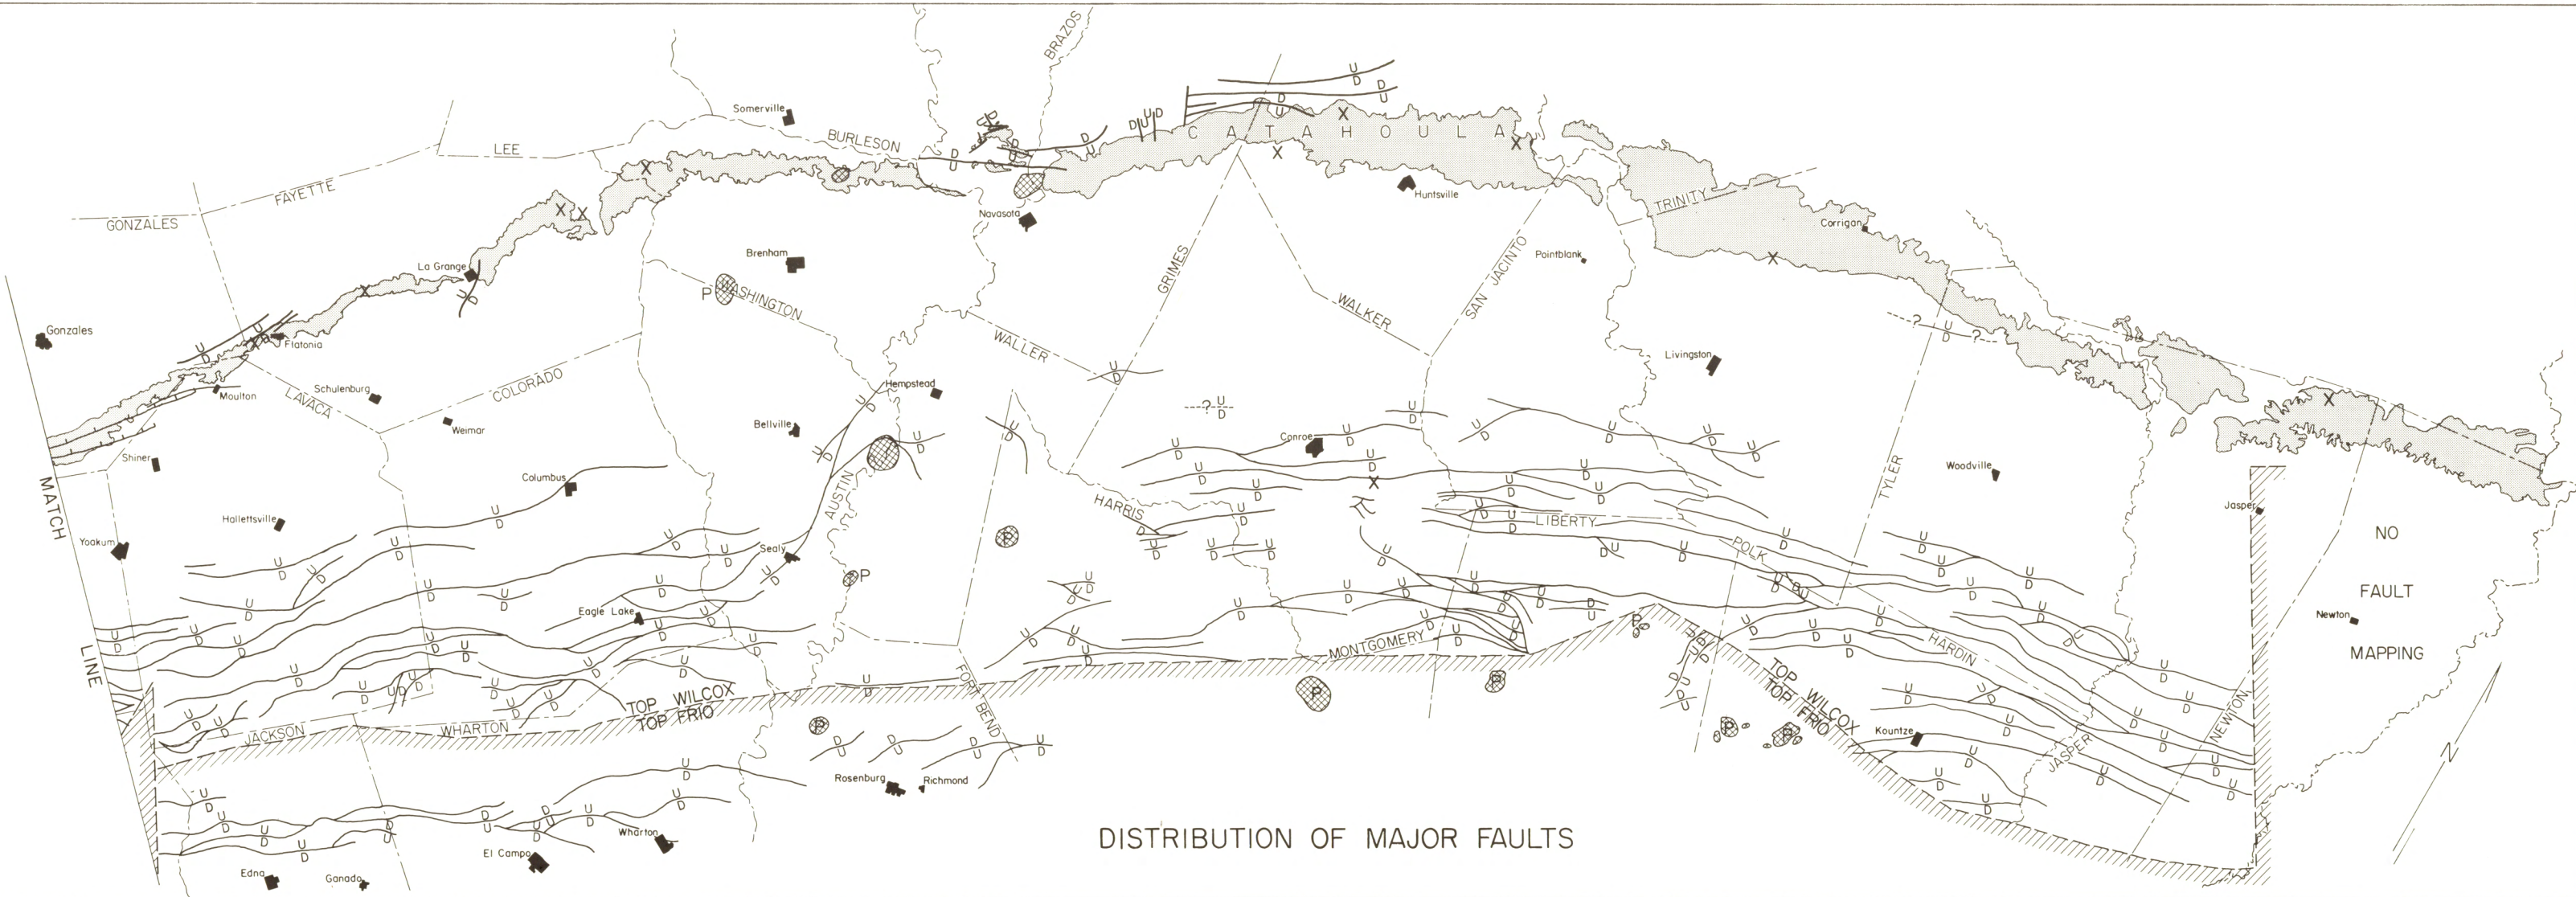 BRAZOS
Somerville
BURLESON
LEE
CATAHOULA
FAYETTE
GONZALES
Navasota
Huntsville
TRINITY
Corrigan
La Grange
Brenham
P
WASHINGTON
GRIMES
WALKER
SAN JACINTO
Pointblank
Gonzales
Flatonia
WALLER
Livingston
Schulenburg
Moulton
LAVACA
COLORADO
Weimar
Hempstead
Bellville
Conroe
Shiner
Columbus
AUSTIN
HARRIS
LIBERTY
TYLER
Woodville
Jasper
MATCH LINE
Hallettsville
Yoakum
Sealy
P
P
POLK
NO
FAULT
MAPPING
Newton
Eagle Lake
MONTGOMERY
HARDIN
P
P
P
TOP WILCOX
TOP FRIO
TOP WILCOX
TOP FRIO
FORT BEND
JACKSON
WHARTON
P
P
P
Kountze
JASPER
NEWTON
N
Rosenburg
Richmond
Wharton
El Campo
Edna
Ganado
DISTRIBUTION OF MAJOR FAULTS